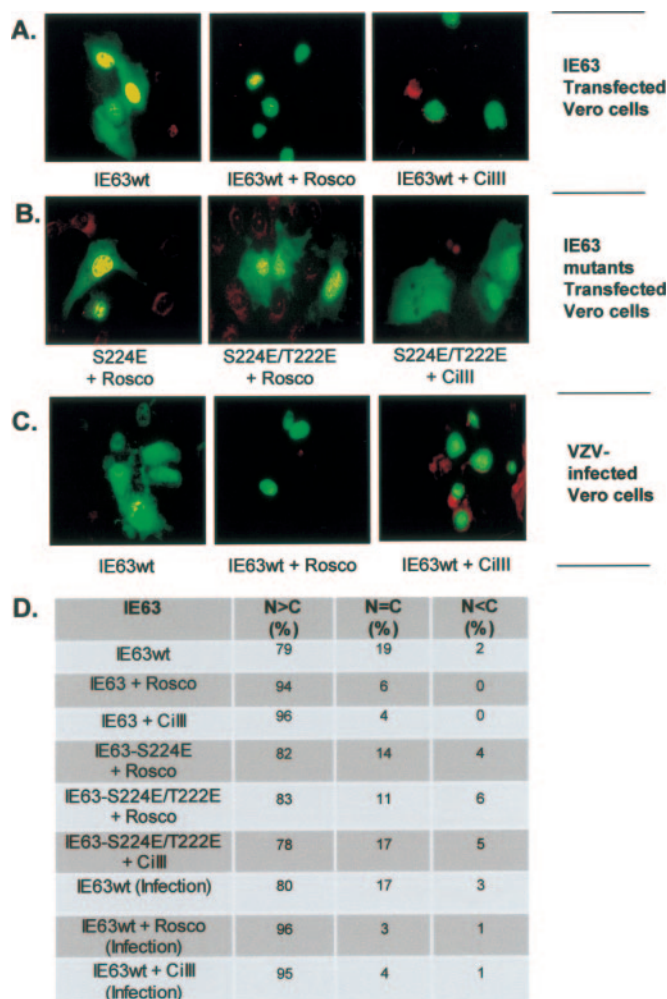 A.
IE63
Transfected
Vero cells
IE63wt
IE63wt + Rosco
IE63wt + CiIII
B.
IE63
mutants
Transfected
Vero cells
S224E
+ Rosco
S224E/T222E
+ Rosco
S224E/T222E
+ CiIII
C.
VZV-
infected
Vero cells
IE63wt
IE63wt + Rosco
IE63wt + CiIII
D.
IE63 N>C (%) N=C (%) N<C (%)
IE63wt 79 19 2
IE63 + Rosco 94 6 0
IE63 + CiIII 96 4 0
IE63-S224E + Rosco 82 14 4
IE63-S224E/T222E + Rosco 83 11 6
IE63-S224E/T222E + CiIII 78 17 5
IE63wt (Infection) 80 17 3
IE63wt + Rosco (Infection) 96 3 1
IE63wt + CiIII (Infection) 95 4 1